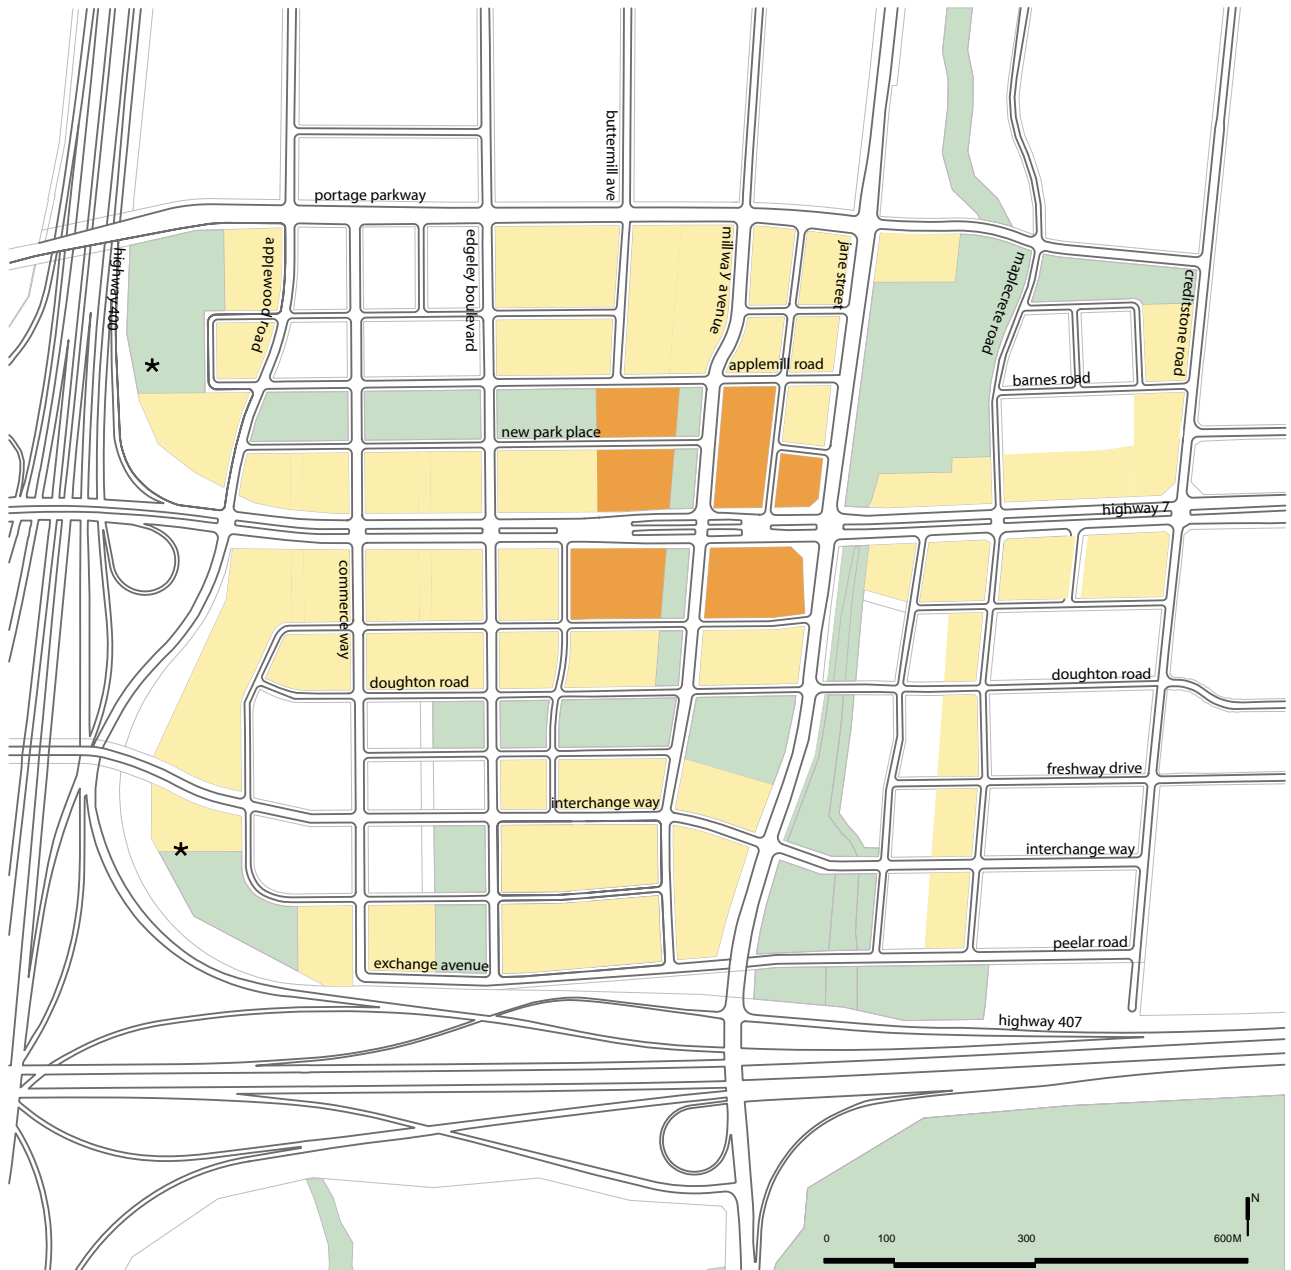 buttermill ave
portage parkway
highway 400
applewood road
edgeley boulevard
millway avenue
jane street
maplecrete road
creditstone road
*
applemill road
barnes road
new park place
highway 7
commerce way
doughton road
doughton road
freshway drive
interchange way
interchange way
*
peelar road
exchange avenue
highway 407
N
0 100 300 600M